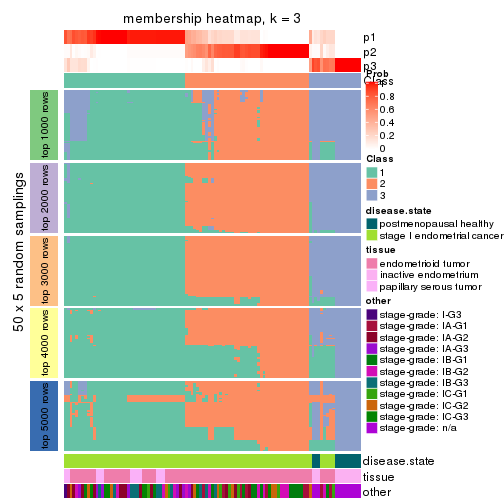 membership heatmap, k = 3
p1
p2
p3
Prob
1
0.8
0.6
0.4
0.2
0
Class
Class
1
2
3
disease.state
postmenopausal healthy
stage I endometrial cancer
tissue
endometrioid tumor
inactive endometrium
papillary serous tumor
other
stage-grade: I-G3
stage-grade: IA-G1
stage-grade: IA-G2
stage-grade: IA-G3
stage-grade: IB-G1
stage-grade: IB-G2
stage-grade: IB-G3
stage-grade: IC-G1
stage-grade: IC-G2
stage-grade: IC-G3
stage-grade: n/a
50 x 5 random samplings
top 1000 rows
top 2000 rows
top 3000 rows
top 4000 rows
top 5000 rows
disease.state
tissue
other